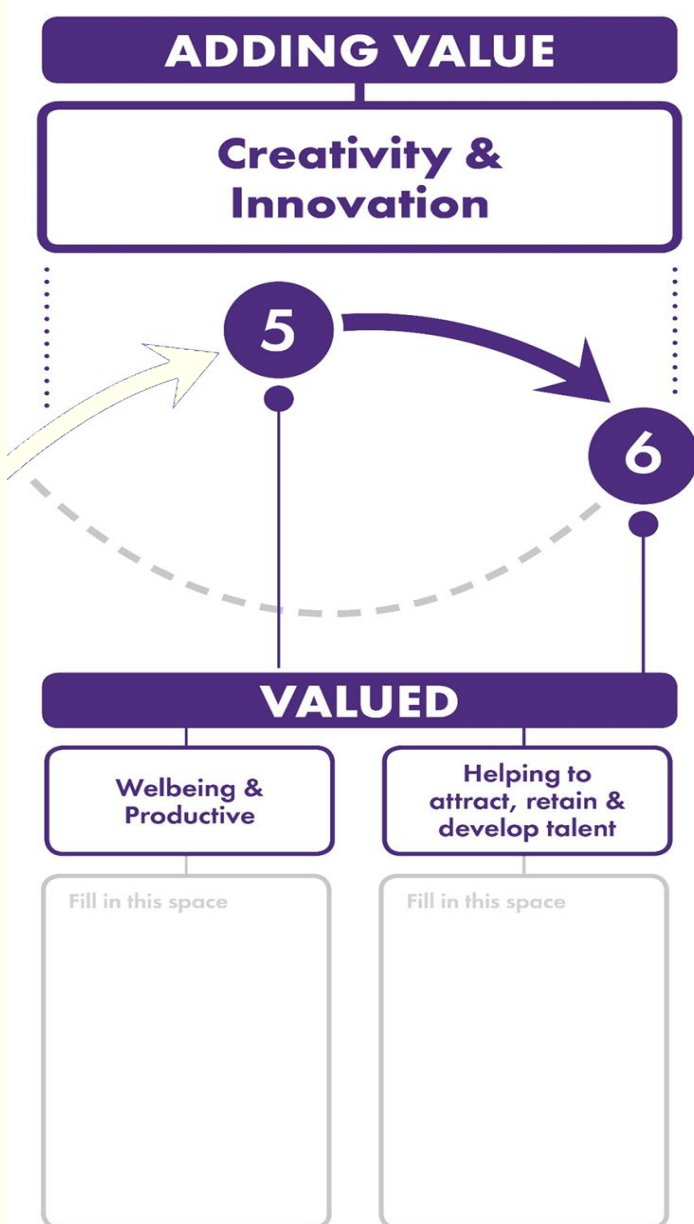 ADDING VALUE
Creativity &
Innovation
5
6
VALUED
Welbeing &
Productive
Helping to
attract, retain &
develop talent
Fill in this space
Fill in this space